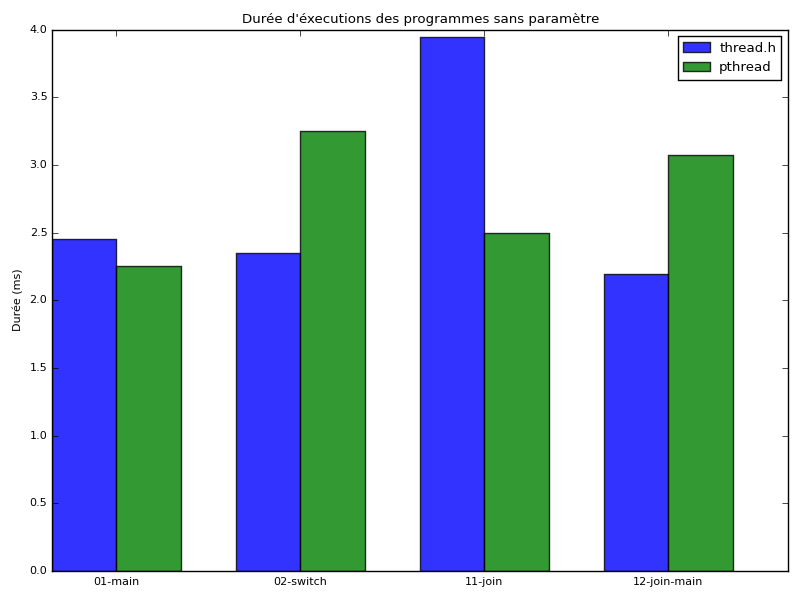 Durée d'éxecutions des programmes sans paramètre
thread.h
pthread
Durée (ms)
4.0
3.5
3.0
2.5
2.0
1.5
1.0
0.5
0.0
01-main
02-switch
11-join
12-join-main